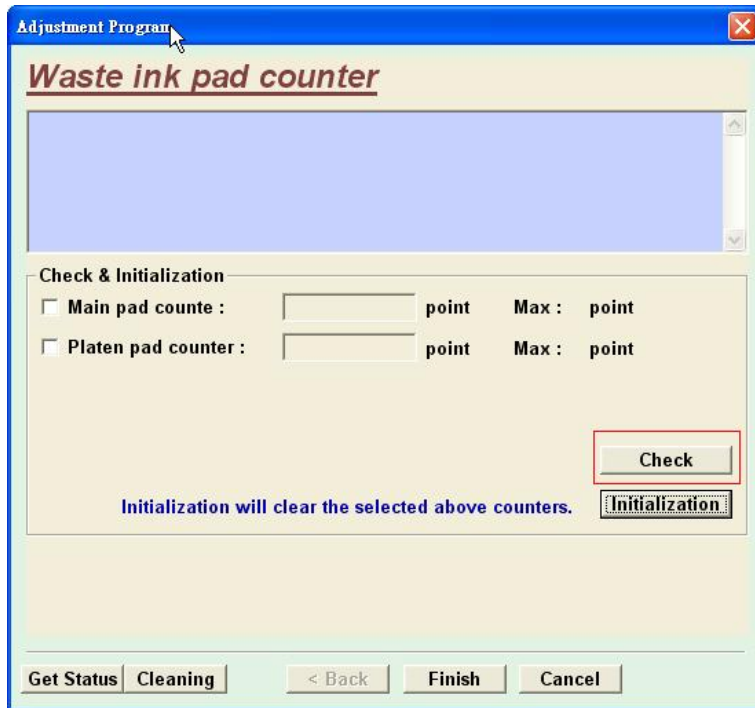 Adjustment Program
Waste ink pad counter
Check & Initialization
Main pad counte : point Max : point
Platen pad counter : point Max : point
Check
Initialization will clear the selected above counters. Initialization
Get Status Cleaning < Back Finish Cancel